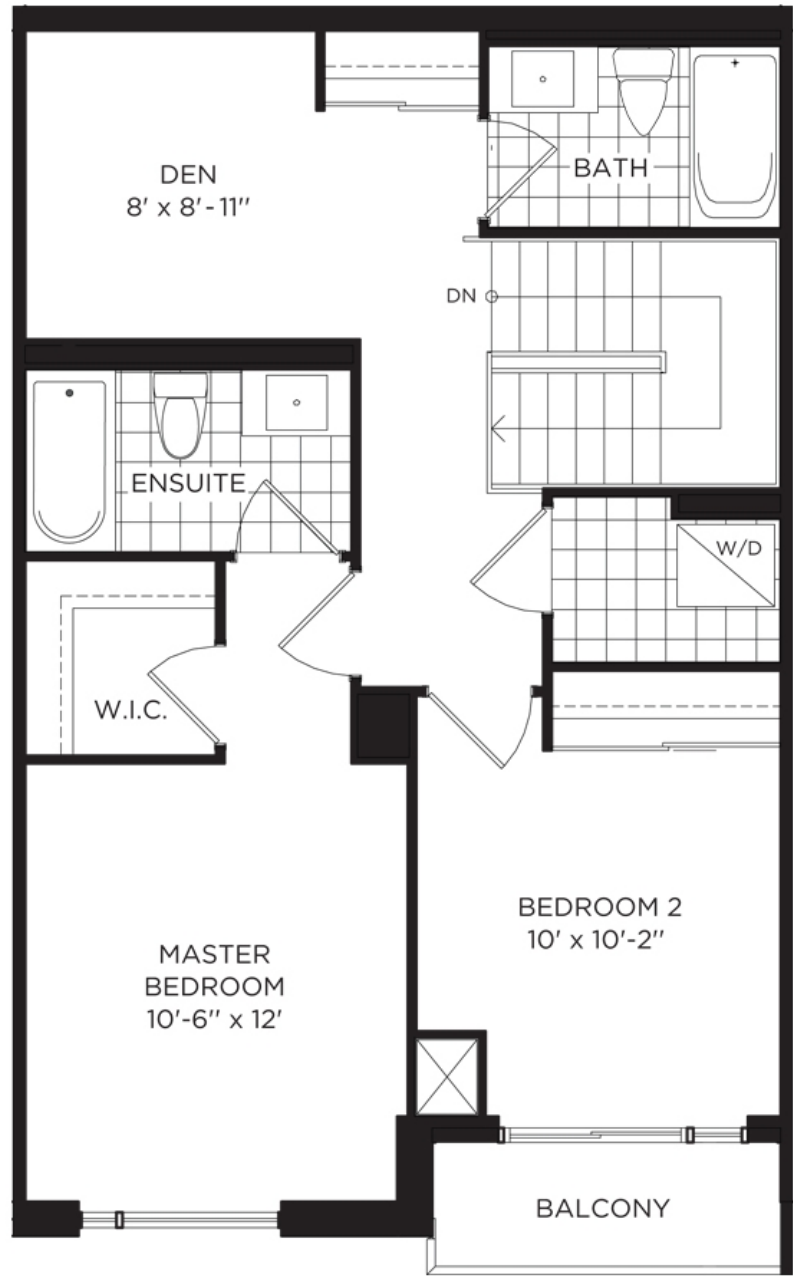 DEN
8' x 8'-11"
BATH
DN
ENSUITE
W/D
W.I.C.
BEDROOM 2
10' x 10'-2"
MASTER
BEDROOM
10'-6" x 12'
BALCONY